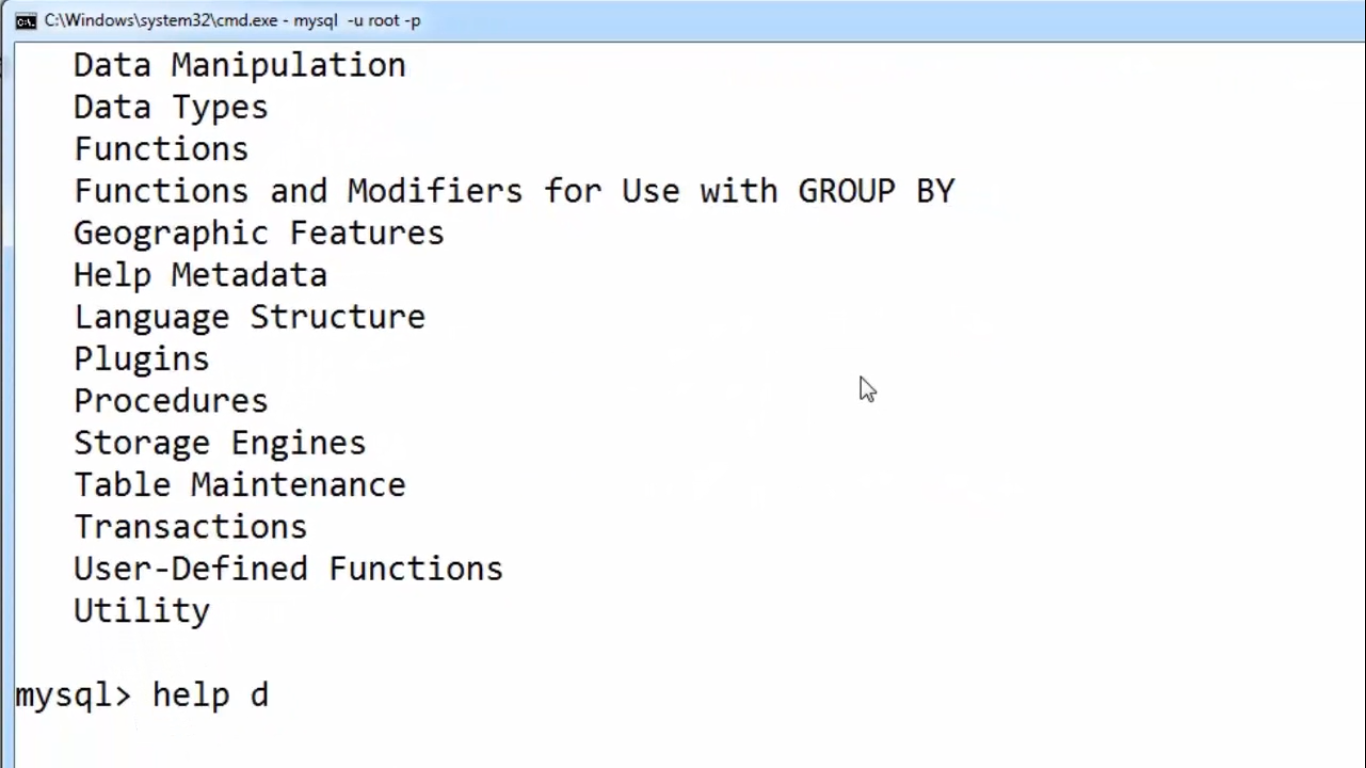 C:\Windows\system32\cmd.exe - mysql -u root -p
Data Manipulation
Data Types
Functions
Functions and Modifiers for Use with GROUP BY
Geographic Features
Help Metadata
Language Structure
Plugins
Procedures
Storage Engines
Table Maintenance
Transactions
User-Defined Functions
Utility
mysql> help d